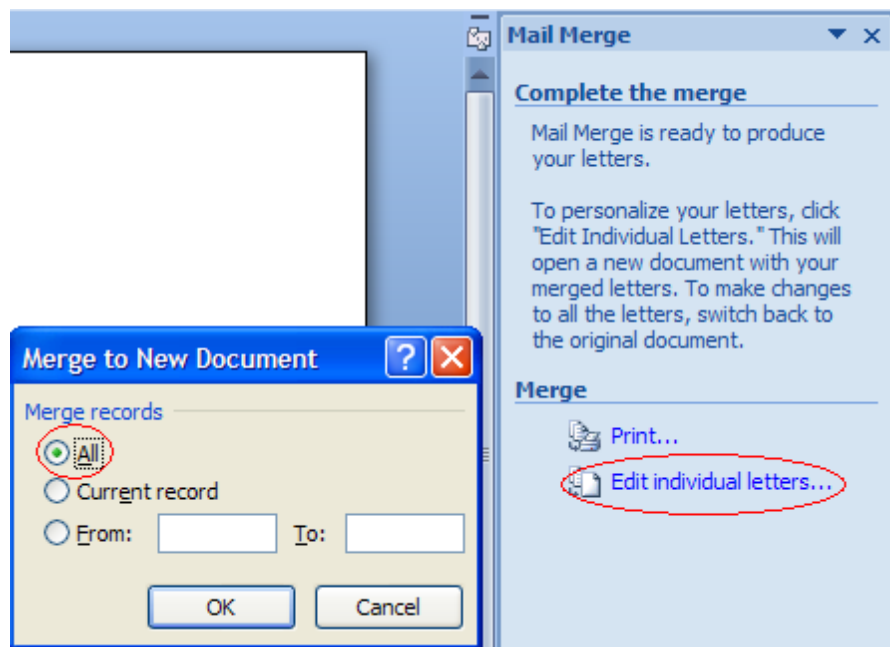 Mail Merge
Complete the merge
Mail Merge is ready to produce
your letters.
To personalize your letters, click
"Edit Individual Letters." This will
open a new document with your
merged letters. To make changes
to all the letters, switch back to
the original document.
Merge
Print...
Edit individual letters...
Merge to New Document
Merge records
All
Current record
From: To:
OK Cancel